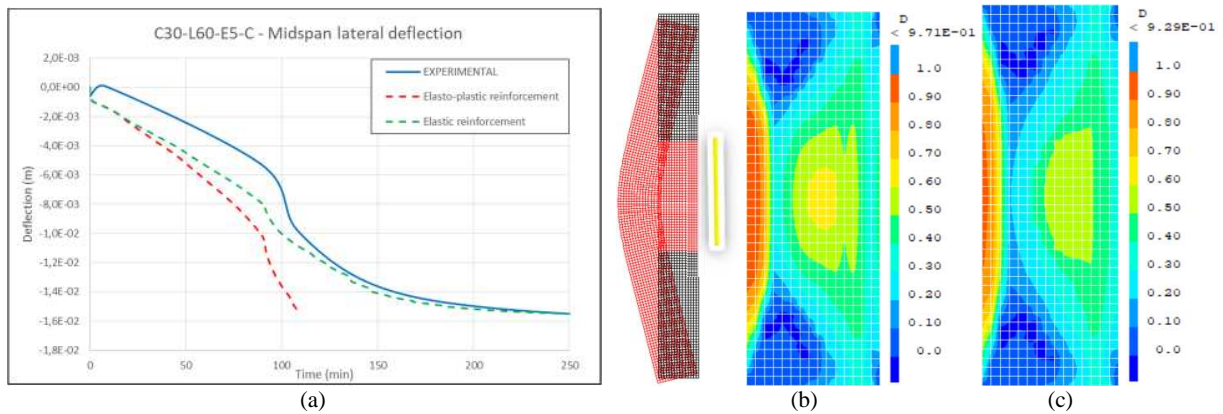 C30-L60-E5-C - Midspan lateral deflection
2,0E-03
0,0E+00
-2,0E-03
-4,0E-03
-6,0E-03
-8,0E-03
-1,0E-02
-1,2E-02
-1,4E-02
-1,6E-02
-1,8E-02
Deflection (m)
EXPERIMENTAL
Elasto-plastic reinforcement
Elastic reinforcement
0
50
100
150
200
250
Time (min)
(a)
D
< 9.71E-01
1.0
0.90
0.80
0.70
0.60
0.50
0.40
0.30
0.20
0.10
0.0
(b)
D
< 9.29E-01
1.0
0.90
0.80
0.70
0.60
0.50
0.40
0.30
0.20
0.10
0.0
(c)